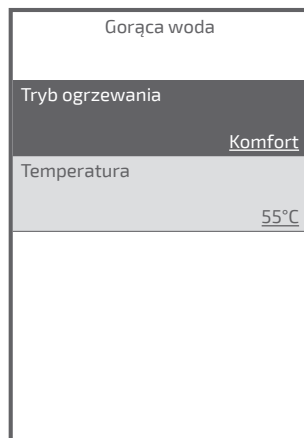 Gorąca woda
Tryb ogrzewania
Komfort
Temperatura
55°C